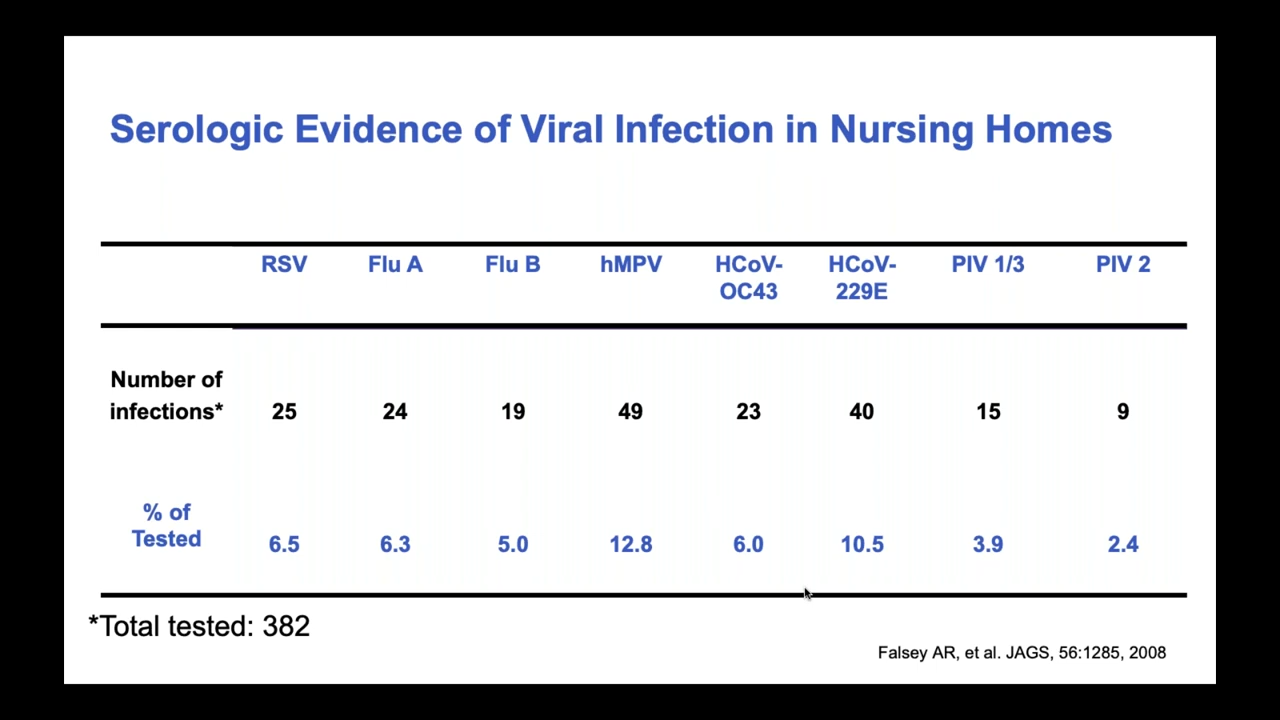 Serologic Evidence of Viral Infection in Nursing Homes
RSV Flu A Flu B hMPV HCoV- HCoV- PIV 1/3 PIV 2
OC43 229E
Number of
infections* 25 24 19 49 23 40 15 9
% of
Tested 6.5 6.3 5.0 12.8 6.0 10.5 3.9 2.4
*Total tested: 382
Falsey AR, et al. JAGS, 56:1285, 2008